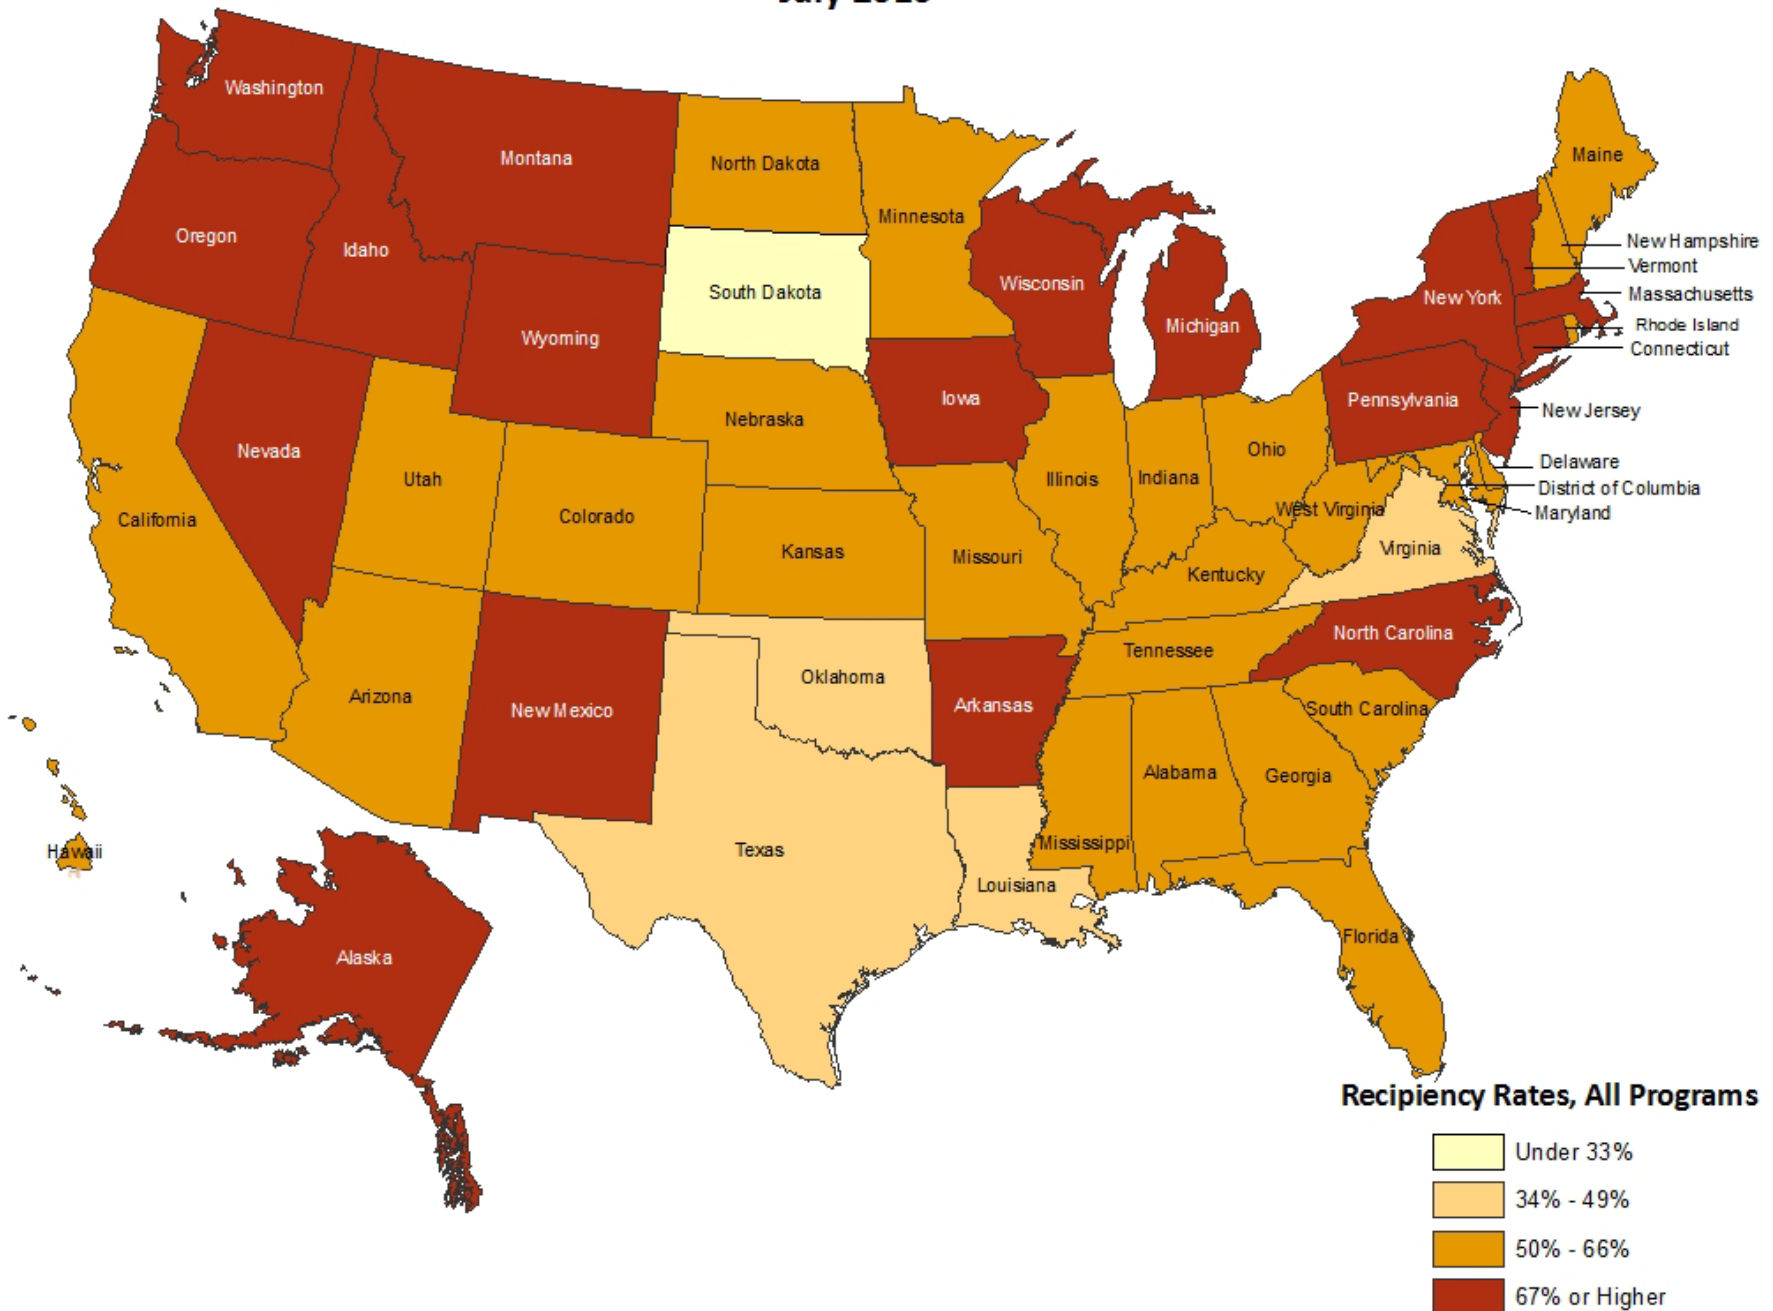 Washington
Montana
North Dakota
Minnesota
Maine
Oregon
Idaho
New Hampshire
Vermont
South Dakota
Wisconsin
Massachusetts
New York
Rhode Island
Michigan
Connecticut
Wyoming
Iowa
Pennsylvania
New Jersey
Nebraska
Nevada
Ohio
Delaware
Utah
Illinois
Indiana
District of Columbia
West Virginia
Maryland
California
Colorado
Kansas
Missouri
Virginia
Kentucky
North Carolina
Tennessee
Oklahoma
Arizona
New Mexico
Arkansas
South Carolina
Alabama
Georgia
Texas
Mississippi
Hawaii
Louisiana
Florida
Alaska
Recipiency Rates, All Programs
Under 33%
34% - 49%
50% - 66%
67% or Higher